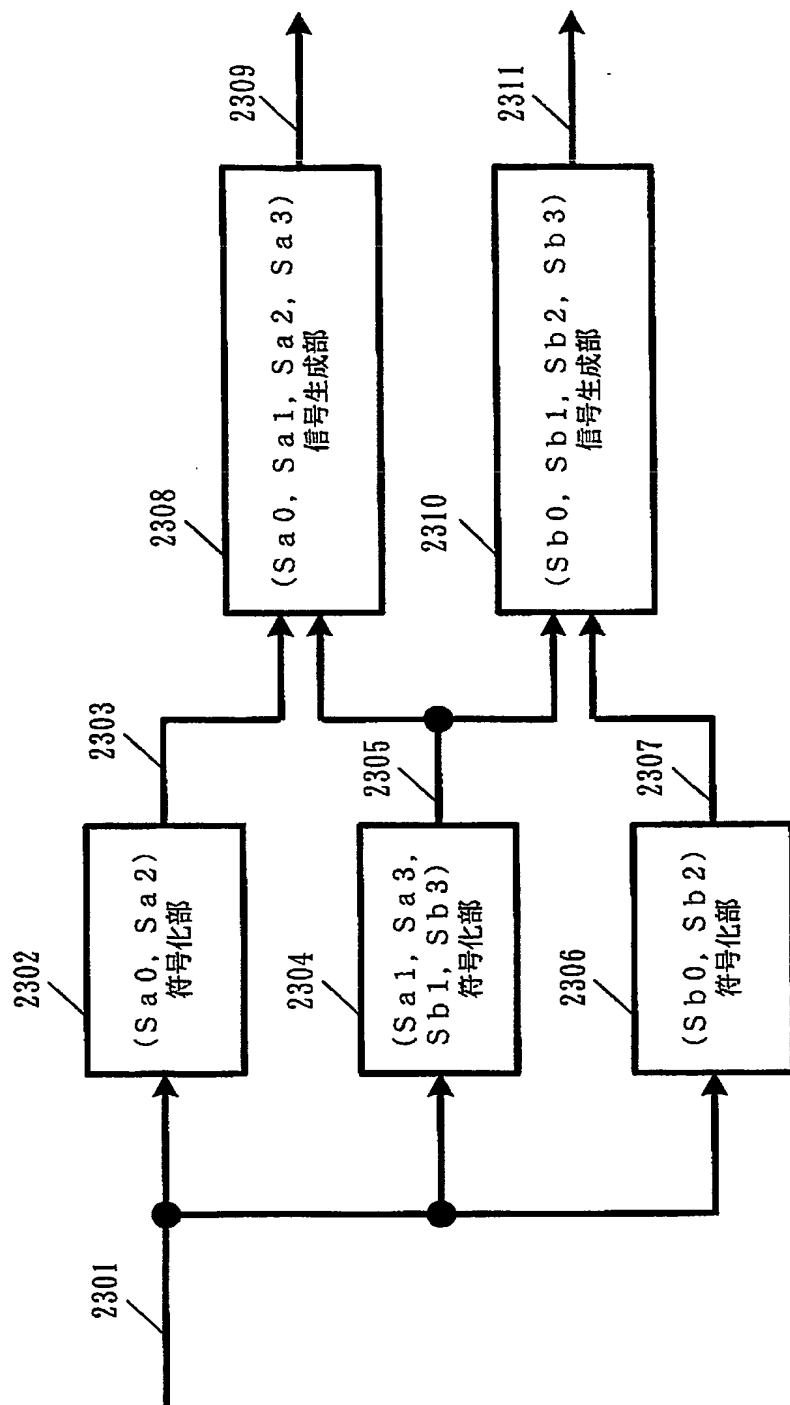 2301
2302
(Sa0, Sa2)
符号化部
2303
2304
(Sa1, Sa3,
Sb1, Sb3)
符号化部
2305
2306
(Sb0, Sb2)
符号化部
2307
2308
(Sa0, Sa1, Sa2, Sa3)
信号生成部
2309
2310
(Sb0, Sb1, Sb2, Sb3)
信号生成部
2311